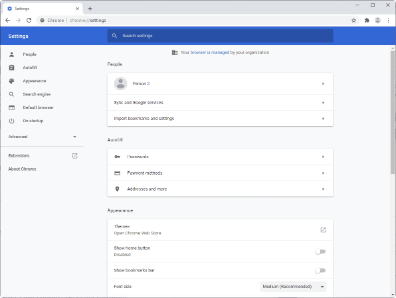 Settings
Chrome | chrome://settings
Settings
Search settings
Your browser is managed by your organization
People
Autofill
Appearance
Search engine
Default browser
On startup
Advanced
Extensions
About Chrome
People
Person 2
Sync and Google services
Import bookmarks and settings
Autofill
Passwords
Payment methods
Addresses and more
Appearance
Themes
Open Chrome Web Store
Show home button
Disabled
Show bookmarks bar
Font size
Medium (Recommended)